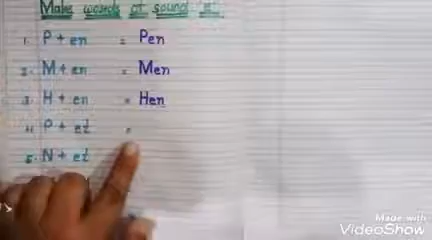 Make words of sound "e"
1. P + en = Pen
2. M + en = Men
3. H + en = Hen
4. P + et =
5. N + et
Made with
VideoShow